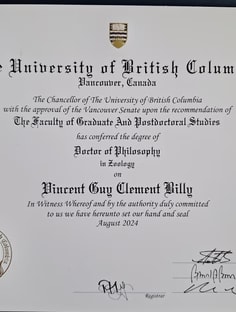 e University of British Colum
Vancouver, Canada
The Chancellor of The University of British Columbia
with the approval of the Vancouver Senate upon the recommendation of
The Faculty of Graduate And Postdoctoral Studies
has conferred the degree of
Doctor of Philosophy
in Zoology
on
Vincent Guy Clement Billy
In Witness Whereof and by the authority duly committed
to us we have hereunto set our hand and seal
August 2024
Registrar